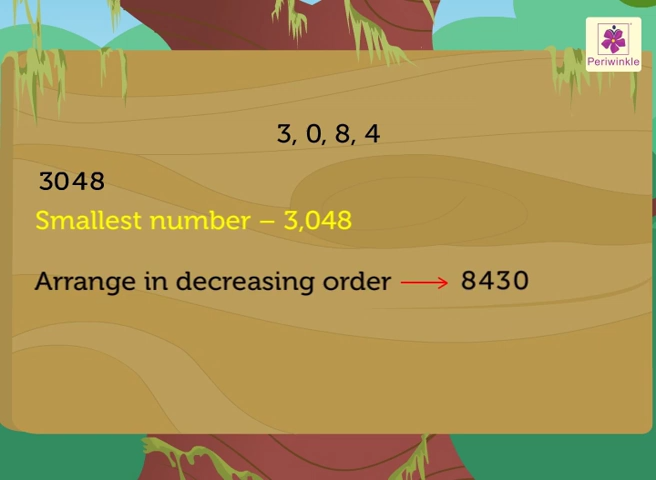 Periwinkle
3, 0, 8, 4
3048
Smallest number – 3,048
Arrange in decreasing order ⟶ 8430